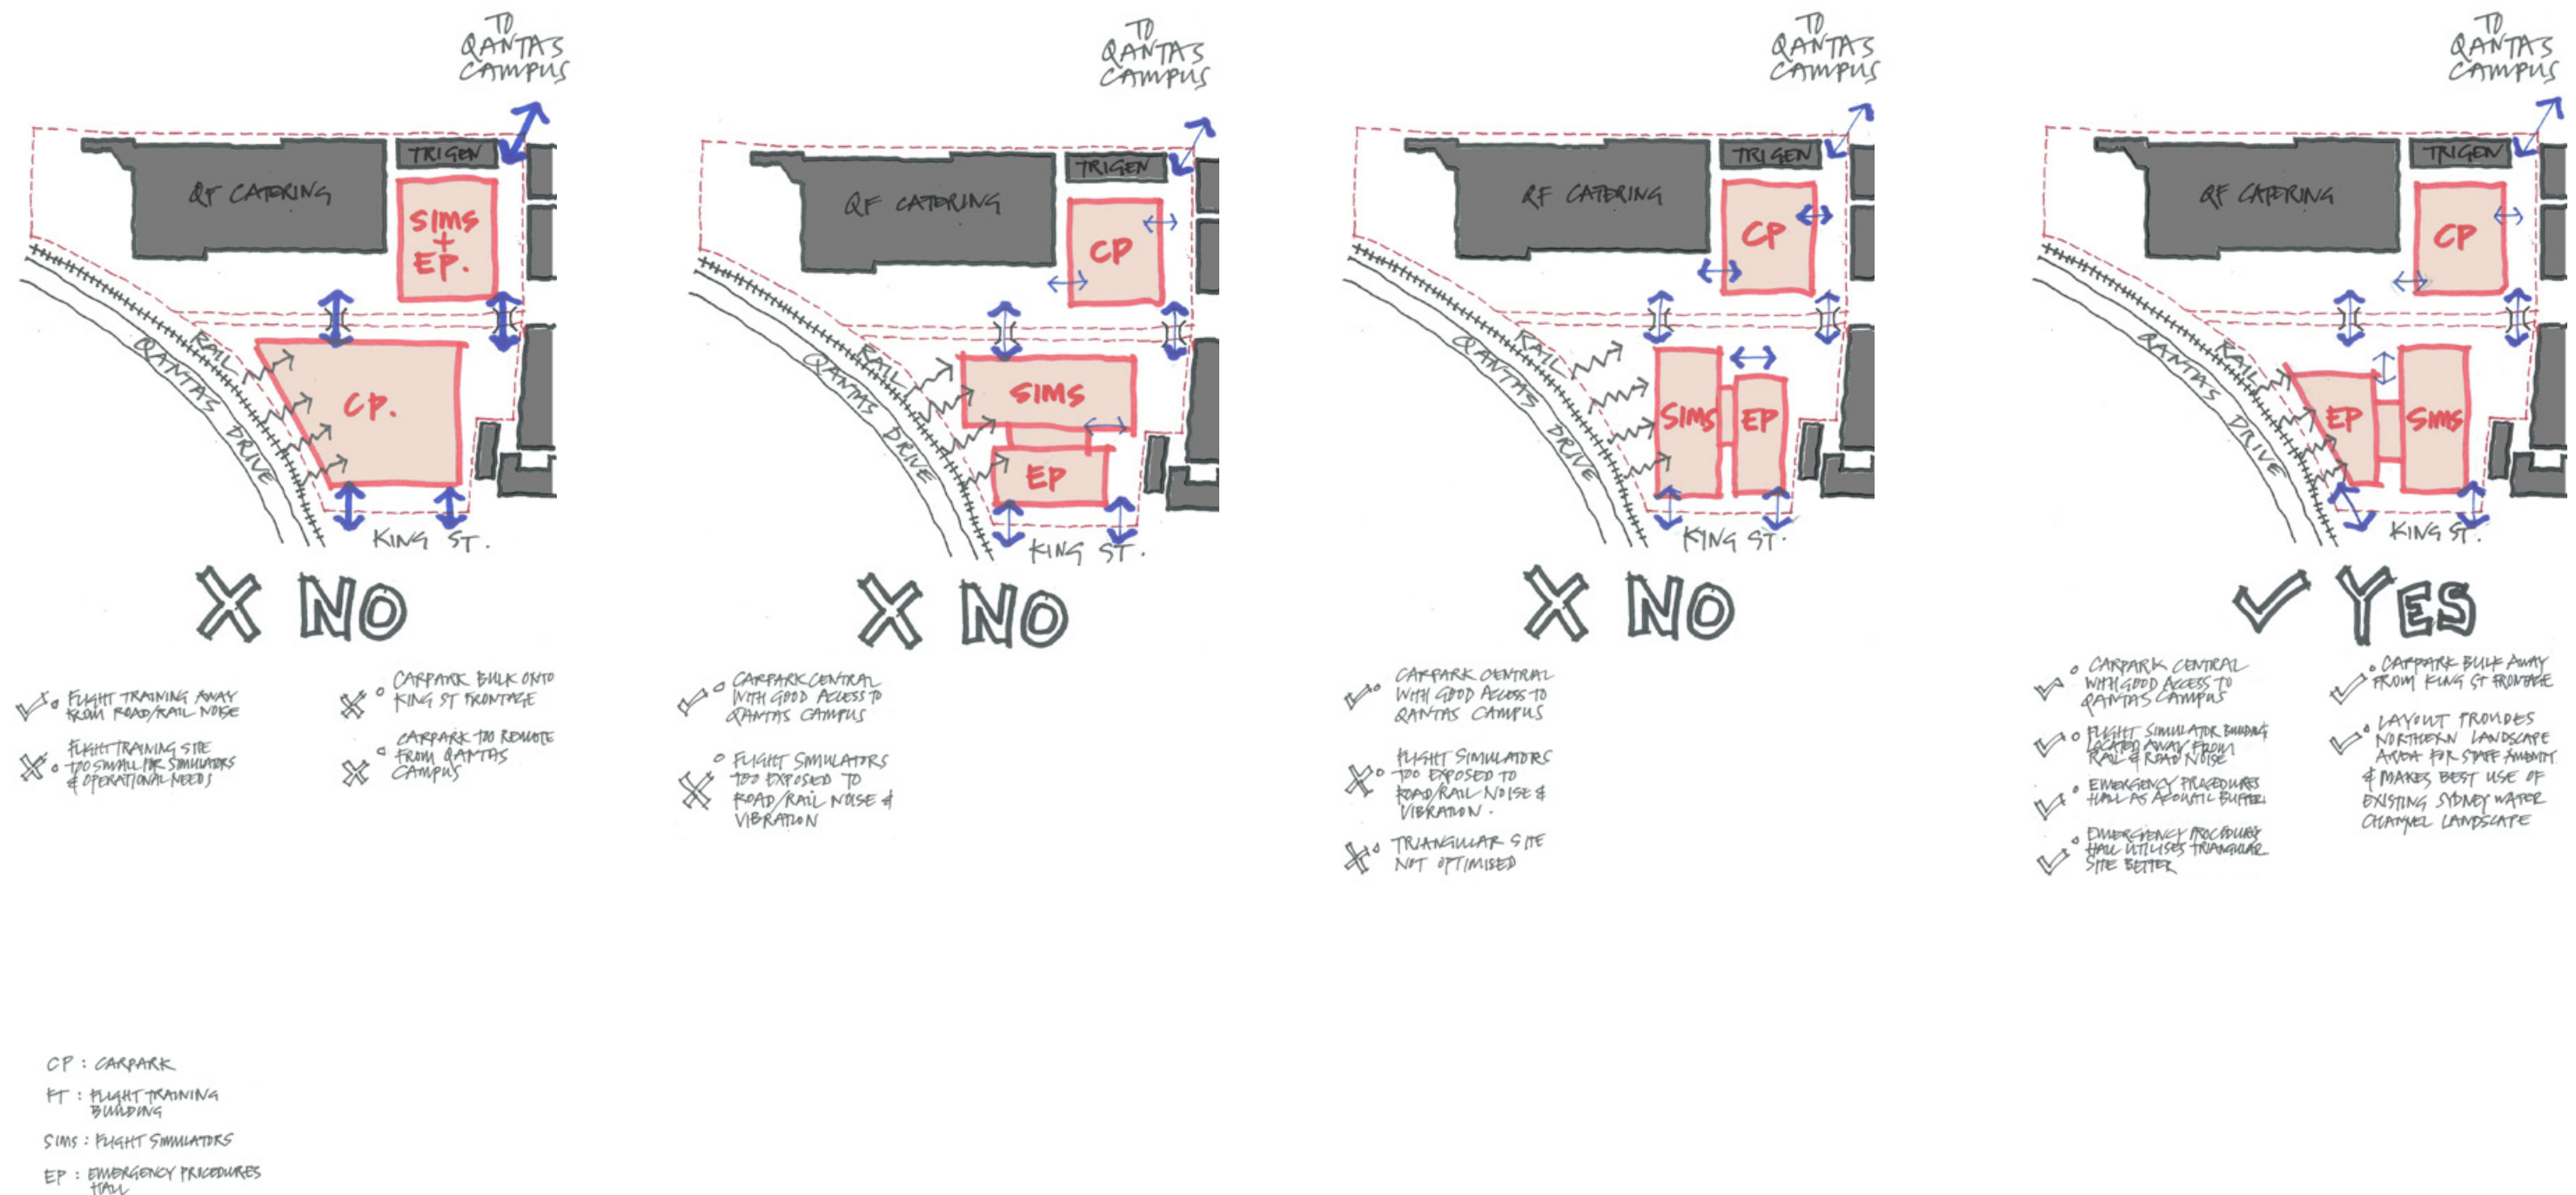 TO
QANTAS
CAMPUS
TRIGEN
QF CATERING
SIMS
+
EP.
RAIL
QANTAS DRIVE
CP.
KING ST.
X NO
FLIGHT TRAINING AWAY
FROM ROAD/RAIL NOISE
FLIGHT TRAINING SITE
TOO SMALL FOR SIMULATORS
& OPERATIONAL NEEDS
CARPARK BULK ONTO
KING ST FRONTAGE
CARPARK TOO REMOTE
FROM QANTAS
CAMPUS
TO
QANTAS
CAMPUS
TRIGEN
QF CATERING
CP
RAIL
QANTAS DRIVE
SIMS
EP
KING ST.
X NO
CARPARK CENTRAL
WITH GOOD ACCESS TO
QANTAS CAMPUS
FLIGHT SIMULATORS
TOO EXPOSED TO
ROAD/RAIL NOISE &
VIBRATION
TO
QANTAS
CAMPUS
TRIGEN
QF CATERING
CP
RAIL
QANTAS DRIVE
SIMS
EP
KING ST.
X NO
CARPARK CENTRAL
WITH GOOD ACCESS TO
QANTAS CAMPUS
FLIGHT SIMULATORS
TOO EXPOSED TO
ROAD/RAIL NOISE &
VIBRATION.
TRIANGULAR SITE
NOT OPTIMISED
TO
QANTAS
CAMPUS
TRIGEN
QF CATERING
CP
RAIL
QANTAS DRIVE
EP
SIMS
KING ST.
✓ YES
CARPARK CENTRAL
WITH GOOD ACCESS TO
QANTAS CAMPUS
FLIGHT SIMULATOR BUILDING
LOCATED AWAY FROM
RAIL & ROAD NOISE
EMERGENCY PROCEDURES
HALL AS ACOUSTIC BUFFER
EMERGENCY PROCEDURES
HALL UTILISES TRIANGULAR
SITE BETTER
CARPARK BULK AWAY
FROM KING ST FRONTAGE
LAYOUT PROVIDES
NORTHERN LANDSCAPE
AREA FOR STAFF AMENITY
& MAKES BEST USE OF
EXISTING SYDNEY WATER
CHANNEL LANDSCAPE
CP : CARPARK
FT : FLIGHT TRAINING
BUILDING
SIMS : FLIGHT SIMULATORS
EP : EMERGENCY PROCEDURES
HALL